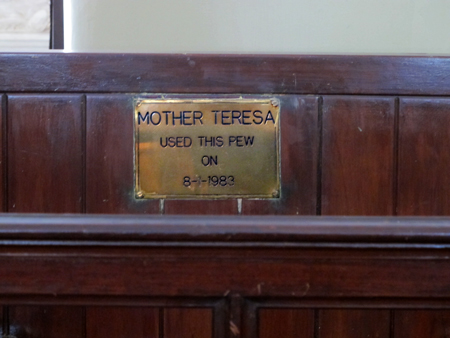 MOTHER TERESA
USED THIS PEW
ON
8-1-1983